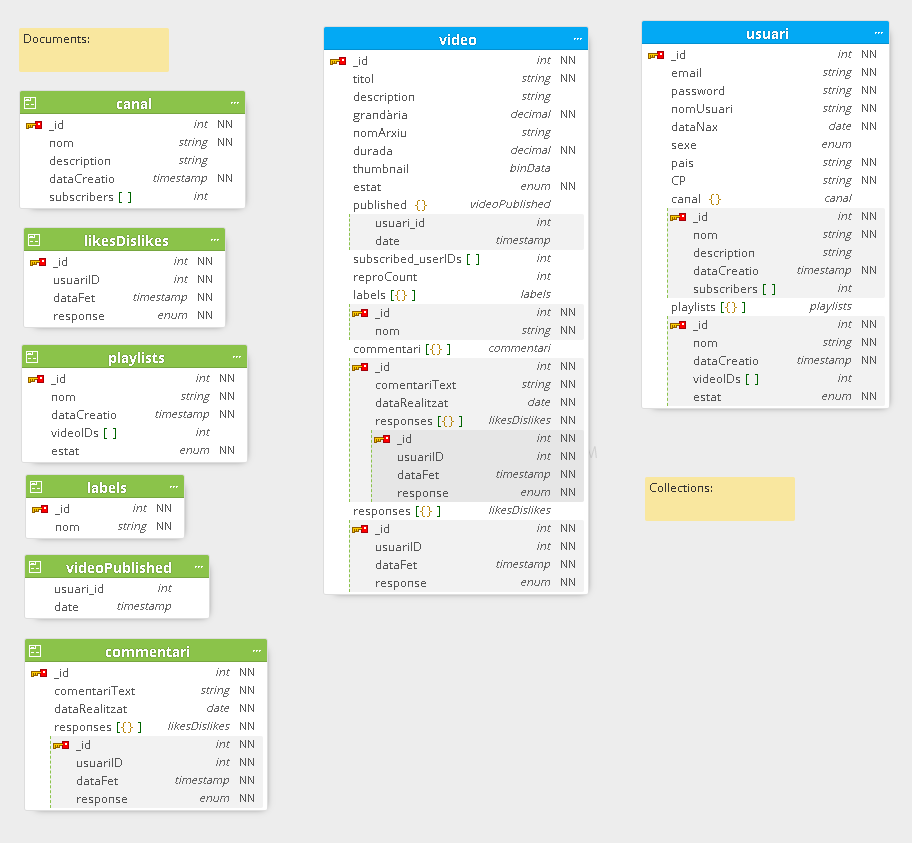 Documents:
canal ...
_id int NN
nom string NN
description string
dataCreatio timestamp NN
subscribers [ ] int
likesDislikes ...
_id int NN
usuariID int NN
dataFet timestamp NN
response enum NN
playlists ...
_id int NN
nom string NN
dataCreatio timestamp NN
videoIDs [ ] int
estat enum NN
labels ...
_id int NN
nom string NN
videoPublished ...
usuari_id int
date timestamp
commentari ...
_id int NN
comentariText string NN
dataRealitzat date NN
responses [{} ] likesDislikes NN
_id int NN
usuariID int NN
dataFet timestamp NN
response enum NN
video ...
_id int NN
titol string NN
description string
grandària decimal NN
nomArxiu string
durada decimal NN
thumbnail binData
estat enum NN
published {} videoPublished
usuari_id int
date timestamp
subscribed_userIDs [ ] int
reproCount int
labels [{} ] labels
_id int NN
nom string NN
commentari [{} ] commentari
_id int NN
comentariText string NN
dataRealitzat date NN
responses [{} ] likesDislikes NN
_id int NN
usuariID int NN
dataFet timestamp NN
response enum NN
responses [{} ] likesDislikes
_id int NN
usuariID int NN
dataFet timestamp NN
response enum NN
usuari ...
_id int NN
email string NN
password string NN
nomUsuari string NN
dataNax date NN
sexe enum
pais string NN
CP string NN
canal {} canal
_id int NN
nom string NN
description string
dataCreatio timestamp NN
subscribers [ ] int
playlists [{} ] playlists
_id int NN
nom string NN
dataCreatio timestamp NN
videoIDs [ ] int
estat enum NN
Collections: